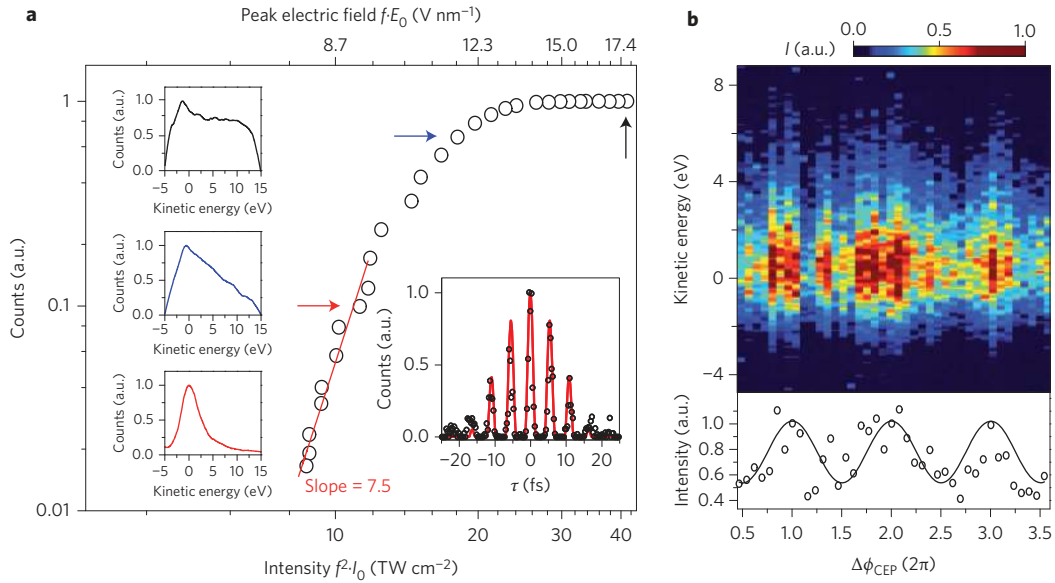 a
Peak electric field f·E₀ (V nm⁻¹)
8.7 12.3 15.0 17.4
Counts (a.u.)
1
0.1
0.01
10 20 30 40
Intensity f²·I₀ (TW cm⁻²)
Slope = 7.5
Counts (a.u.)
1.0
0.5
0.0
−5 0 5 10 15
Kinetic energy (eV)
Counts (a.u.)
1.0
0.5
0.0
−5 0 5 10 15
Kinetic energy (eV)
Counts (a.u.)
1.0
0.5
0.0
−5 0 5 10 15
Kinetic energy (eV)
Counts (a.u.)
1.0
0.5
0.0
−20 −10 0 10 20
τ (fs)
b
I (a.u.)
0.0 0.5 1.0
Kinetic energy (eV)
8
4
0
−4
Intensity (a.u.)
1.0
0.8
0.6
0.4
0.5 1.0 1.5 2.0 2.5 3.0 3.5
ΔϕCEP (2π)